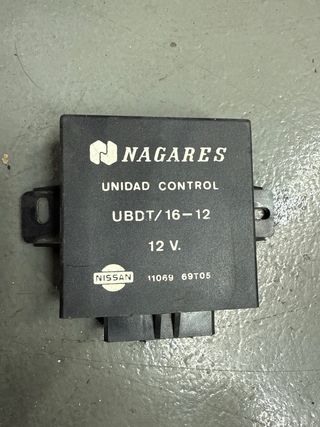 NAGARES
UNIDAD CONTROL
UBDT/16-12
12 V.
NISSAN 11069 69T05